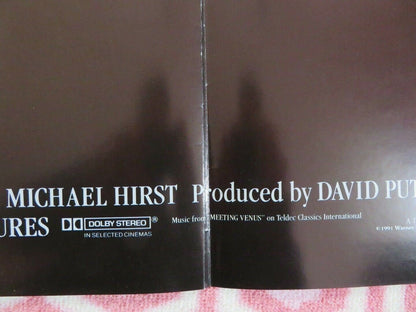 MICHAEL HIRST Produced by DAVID PUT
URES DOLBY STEREO ® Music from "MEETING VENUS" on Teldec Classics International
IN SELECTED CINEMAS
A
© 1991 Warner